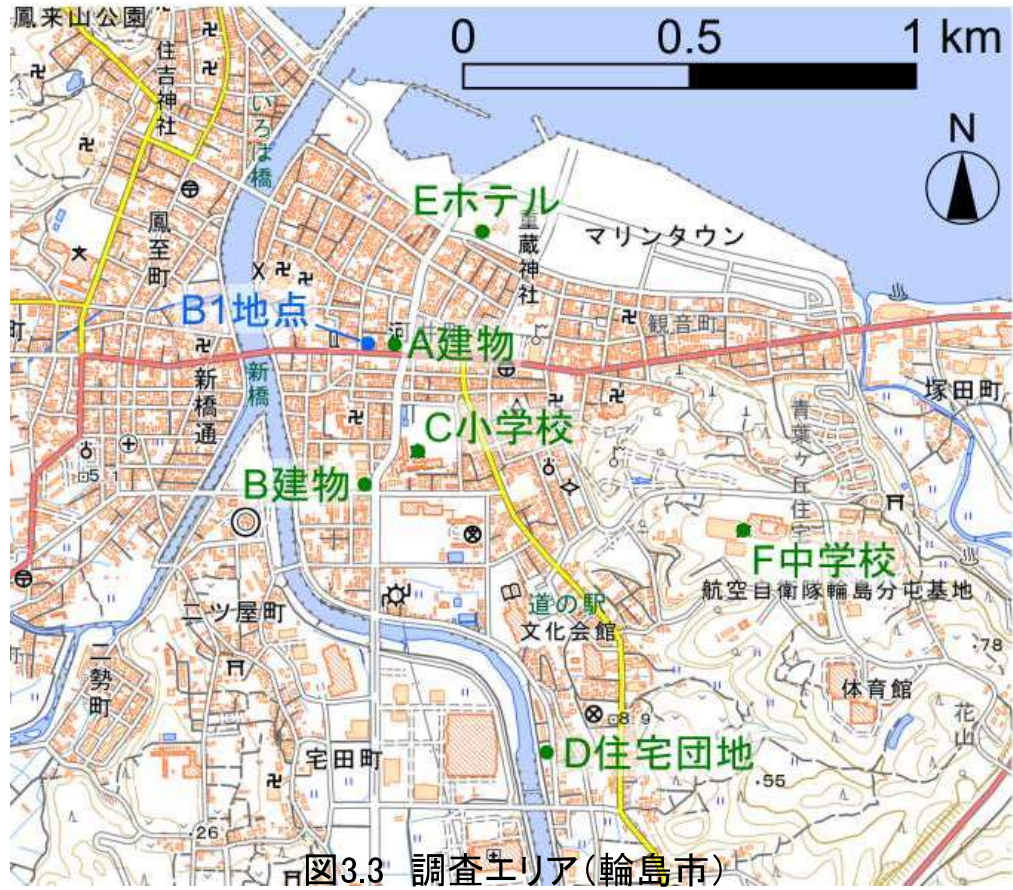 鳳来山公園
住吉神社
いろは橋
0 0.5 1 km
N
鳳至町
Eホテル
重蔵神社
マリンタウン
B1地点
A建物
観音町
新橋通
新橋
塚田町
C小学校
青葉ヶ丘住宅
5.1
B建物
F中学校
航空自衛隊輪島分屯基地
道の駅
文化会館
二ツ屋町
二勢町
78
体育館
花山
8.9
宅田町
D住宅団地
55
26
図3.3 調査エリア(輪島市)